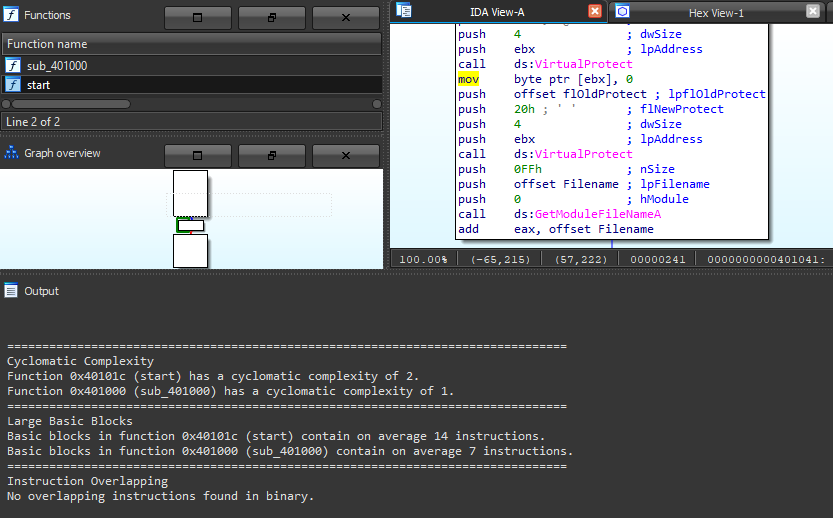 Functions
Function name
f sub_401000
f start
Line 2 of 2
Graph overview
IDA View-A
Hex View-1
push 4 ; dwSize
push ebx ; lpAddress
call ds:VirtualProtect
mov byte ptr [ebx], 0
push offset flOldProtect ; lpflOldProtect
push 20h ; ' ' ; flNewProtect
push 4 ; dwSize
push ebx ; lpAddress
call ds:VirtualProtect
push 0FFh ; nSize
push offset Filename ; lpFilename
push 0 ; hModule
call ds:GetModuleFileNameA
add eax, offset Filename
100.00% (-65,215) (57,222) 00000241 0000000000401041:
Output
================================================================================
Cyclomatic Complexity
Function 0x40101c (start) has a cyclomatic complexity of 2.
Function 0x401000 (sub_401000) has a cyclomatic complexity of 1.
================================================================================
Large Basic Blocks
Basic blocks in function 0x40101c (start) contain on average 14 instructions.
Basic blocks in function 0x401000 (sub_401000) contain on average 7 instructions.
================================================================================
Instruction Overlapping
No overlapping instructions found in binary.